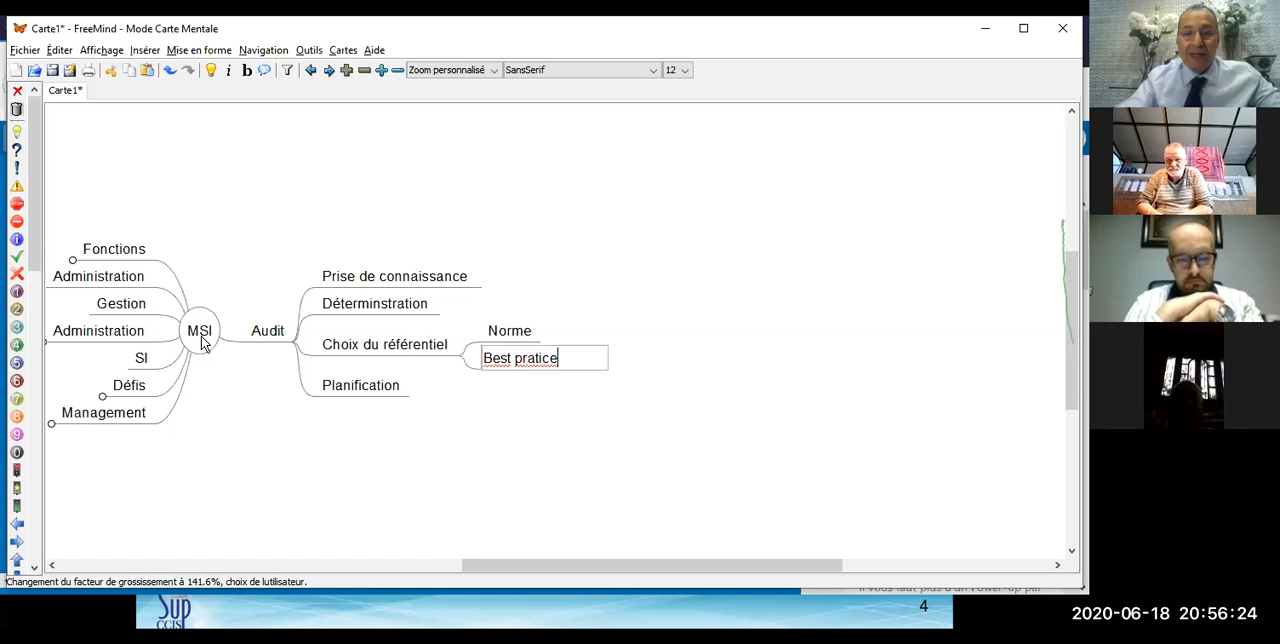 Carte1* - FreeMind - Mode Carte Mentale
Fichier Éditer Affichage Insérer Mise en forme Navigation Outils Cartes Aide
Zoom personnalisé SansSerif 12
Carte1*
Fonctions
Administration
Gestion
Administration
SI
Défis
Management
MSI
Audit
Prise de connaissance
Déterminstration
Choix du référentiel
Planification
Norme
Best pratice
Changement du facteur de grossissement à 141.6%, choix de lutilisateur.
Sup
CCIS
4
2020-06-18 20:56:24